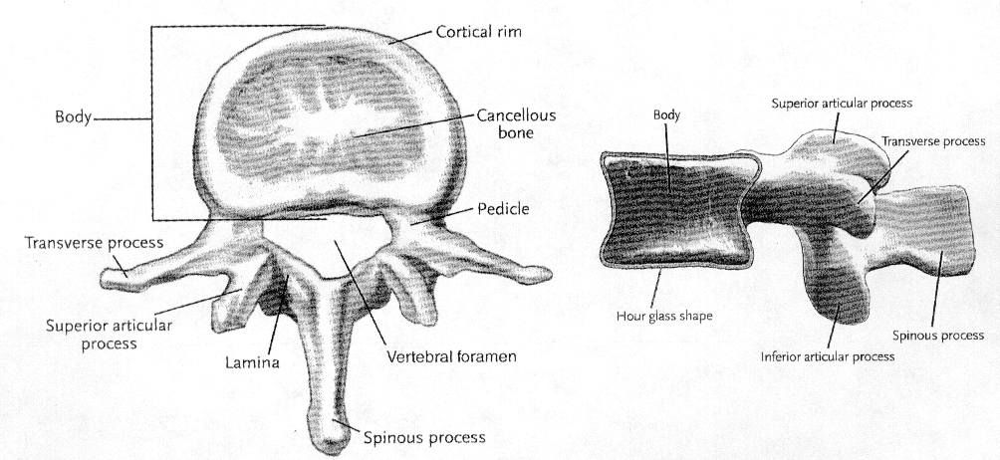 Cortical rim
Body
Cancellous
bone
Pedicle
Transverse process
Superior articular
process
Lamina
Vertebral foramen
Spinous process
Superior articular process
Body
Transverse process
Hour glass shape
Spinous process
Inferior articular process